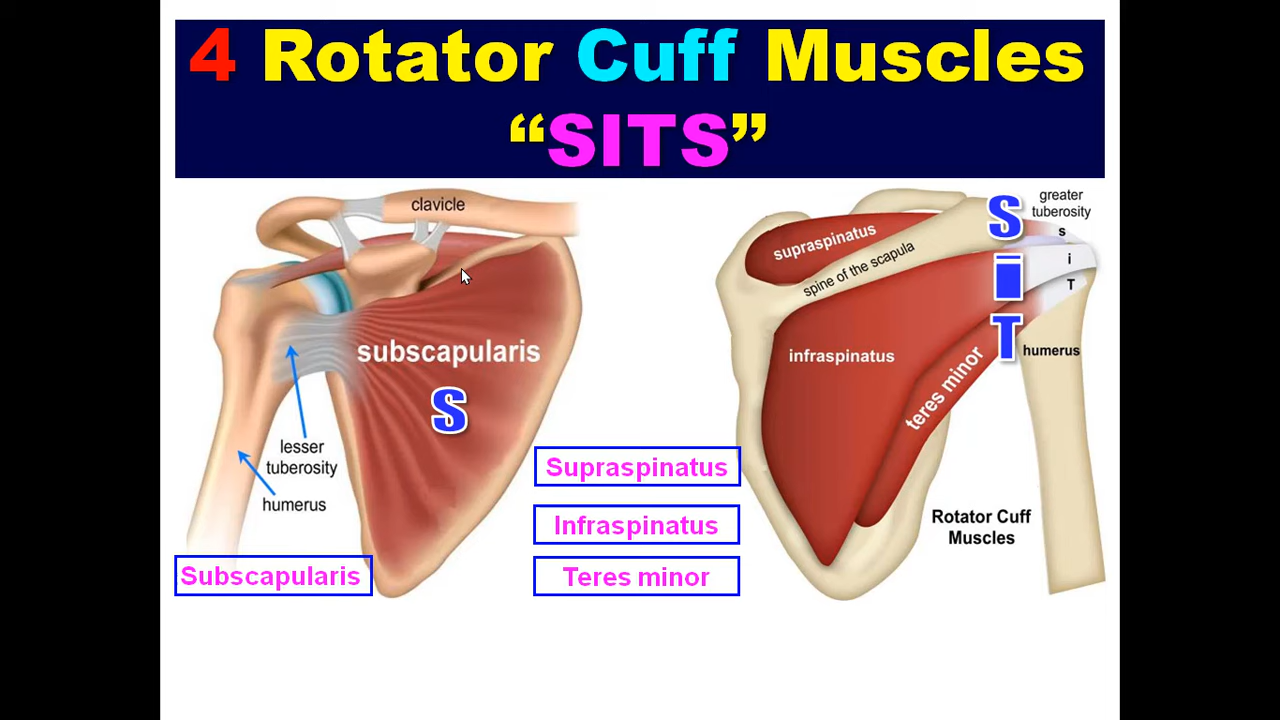 4 Rotator Cuff Muscles
“SITS”
clavicle
subscapularis
S
lesser
tuberosity
humerus
Subscapularis
Supraspinatus
Infraspinatus
Teres minor
supraspinatus
spine of the scapula
infraspinatus
teres minor
S
i
T
greater
tuberosity
s
i
T
humerus
Rotator Cuff
Muscles